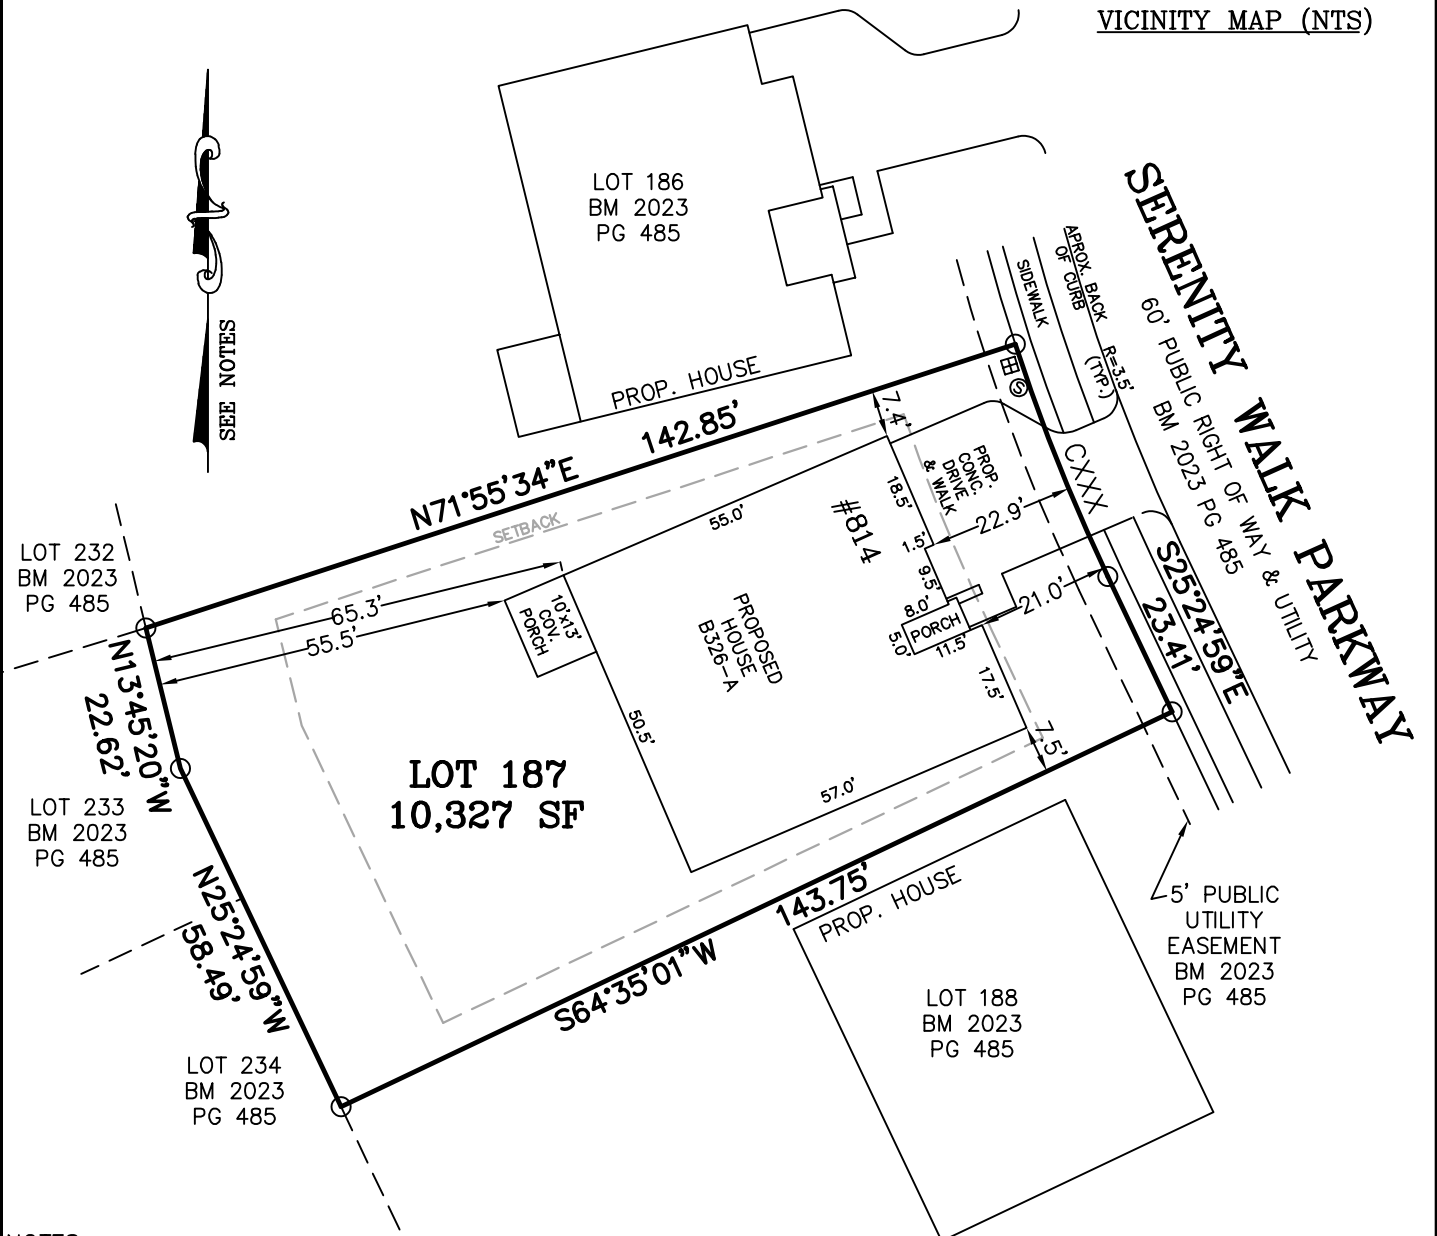 VICINITY MAP (NTS)
SEE NOTES
LOT 186
BM 2023
PG 485
PROP. HOUSE
SERENITY WALK PARKWAY
60' PUBLIC RIGHT OF WAY & UTILITY
BM 2023 PG 485
APROX. BACK
OF CURB
SIDEWALK
R=3.5'
(TYP.)
N71°55'34"E
142.85'
SETBACK
7.4'
PROP.
CONC.
DRIVE
& WALK
CXXX
22.9'
18.5'
1.5'
9.5'
8.0'
5.0'
PORCH
11.5'
21.0'
17.5'
7.5'
#814
55.0'
LOT 232
BM 2023
PG 485
65.3'
55.5'
10'x13'
COV.
PORCH
PROPOSED
HOUSE
B326-A
S25°24'59"E
23.41'
N13°45'20"W
22.62'
50.5'
57.0'
LOT 187
10,327 SF
LOT 233
BM 2023
PG 485
N25°24'59"W
58.49'
143.75'
S64°35'01"W
PROP. HOUSE
5' PUBLIC
UTILITY
EASEMENT
BM 2023
PG 485
LOT 188
BM 2023
PG 485
LOT 234
BM 2023
PG 485